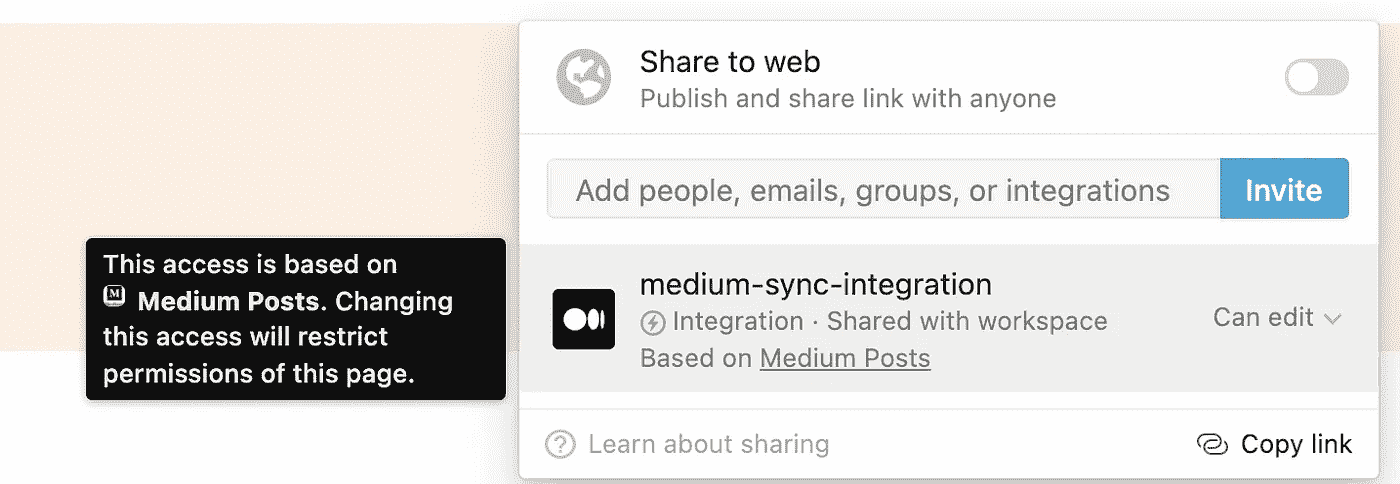 Share to web
Publish and share link with anyone
Add people, emails, groups, or integrations
Invite
This access is based on
Medium Posts. Changing
this access will restrict
permissions of this page.
medium-sync-integration
Integration · Shared with workspace
Based on Medium Posts
Can edit
Learn about sharing
Copy link